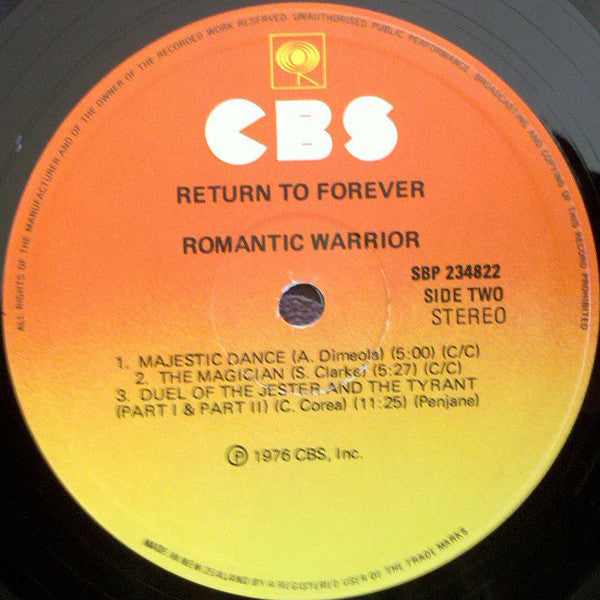 ALL RIGHTS OF THE MANUFACTURER AND OF THE OWNER OF THE RECORDED WORK RESERVED. UNAUTHORISED PUBLIC PERFORMANCE, BROADCASTING AND COPYING OF THIS RECORD PROHIBITED
CBS
RETURN TO FOREVER
ROMANTIC WARRIOR
SBP 234822
SIDE TWO
STEREO
1. MAJESTIC DANCE (A. Dimeola) (5:00) (C/C)
2. THE MAGICIAN (S. Clarke) (5:27) (C/C)
3. DUEL OF THE JESTER AND THE TYRANT
(PART I & PART II) (C. Corea) (11:25) (Penjane)
Ⓟ 1976 CBS, Inc.
MADE IN NEW ZEALAND BY A REGISTERED USER OF THE TRADE MARKS